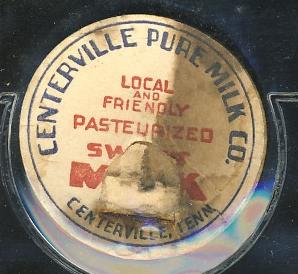 CENTERVILLE PURE MILK CO.
LOCAL
AND
FRIENDLY
PASTEURIZED
CENTERVILLE, TENN.